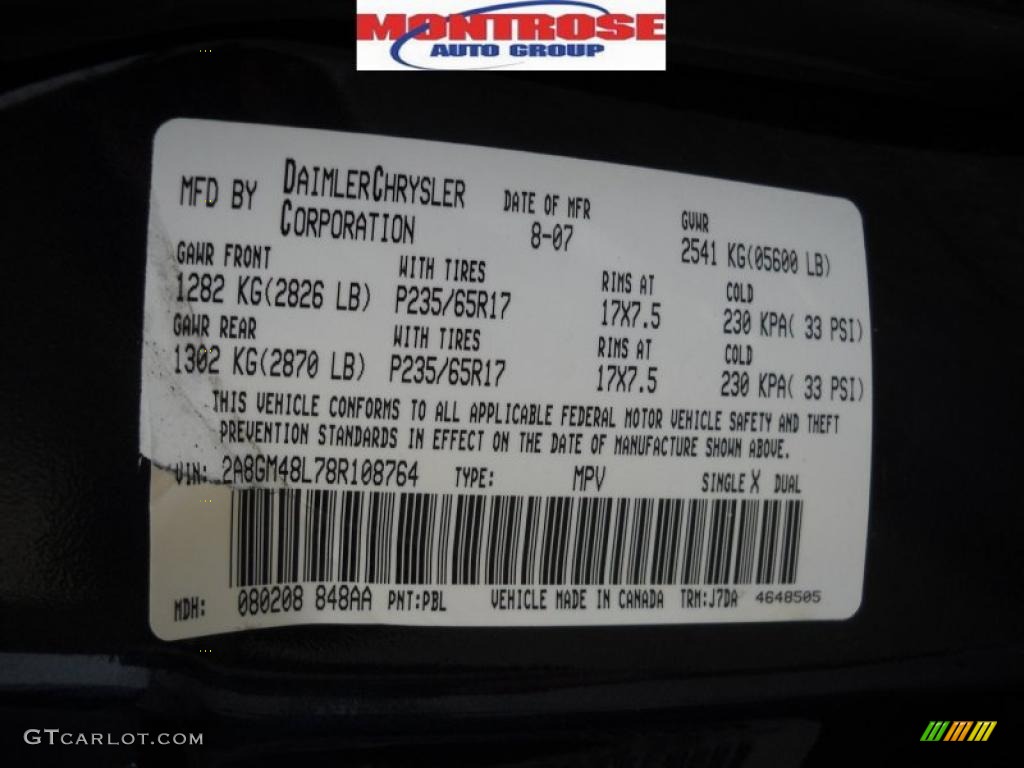 MONTROSE
AUTO GROUP
MFD BY DAIMLERCHRYSLER CORPORATION
DATE OF MFR 8-07
GVWR 2541 KG(05600 LB)
GAWR FRONT WITH TIRES RIMS AT COLD
1282 KG(2826 LB) P235/65R17 17X7.5 230 KPA( 33 PSI)
GAWR REAR WITH TIRES RIMS AT COLD
1302 KG(2870 LB) P235/65R17 17X7.5 230 KPA( 33 PSI)
THIS VEHICLE CONFORMS TO ALL APPLICABLE FEDERAL MOTOR VEHICLE SAFETY AND THEFT
PREVENTION STANDARDS IN EFFECT ON THE DATE OF MANUFACTURE SHOWN ABOVE.
VIN: 2A8GM48L78R108764 TYPE: MPV SINGLE X DUAL
MDH: 080208 848AA PNT:PBL VEHICLE MADE IN CANADA TRM:J7DA 4648505
GTCARLOT.COM